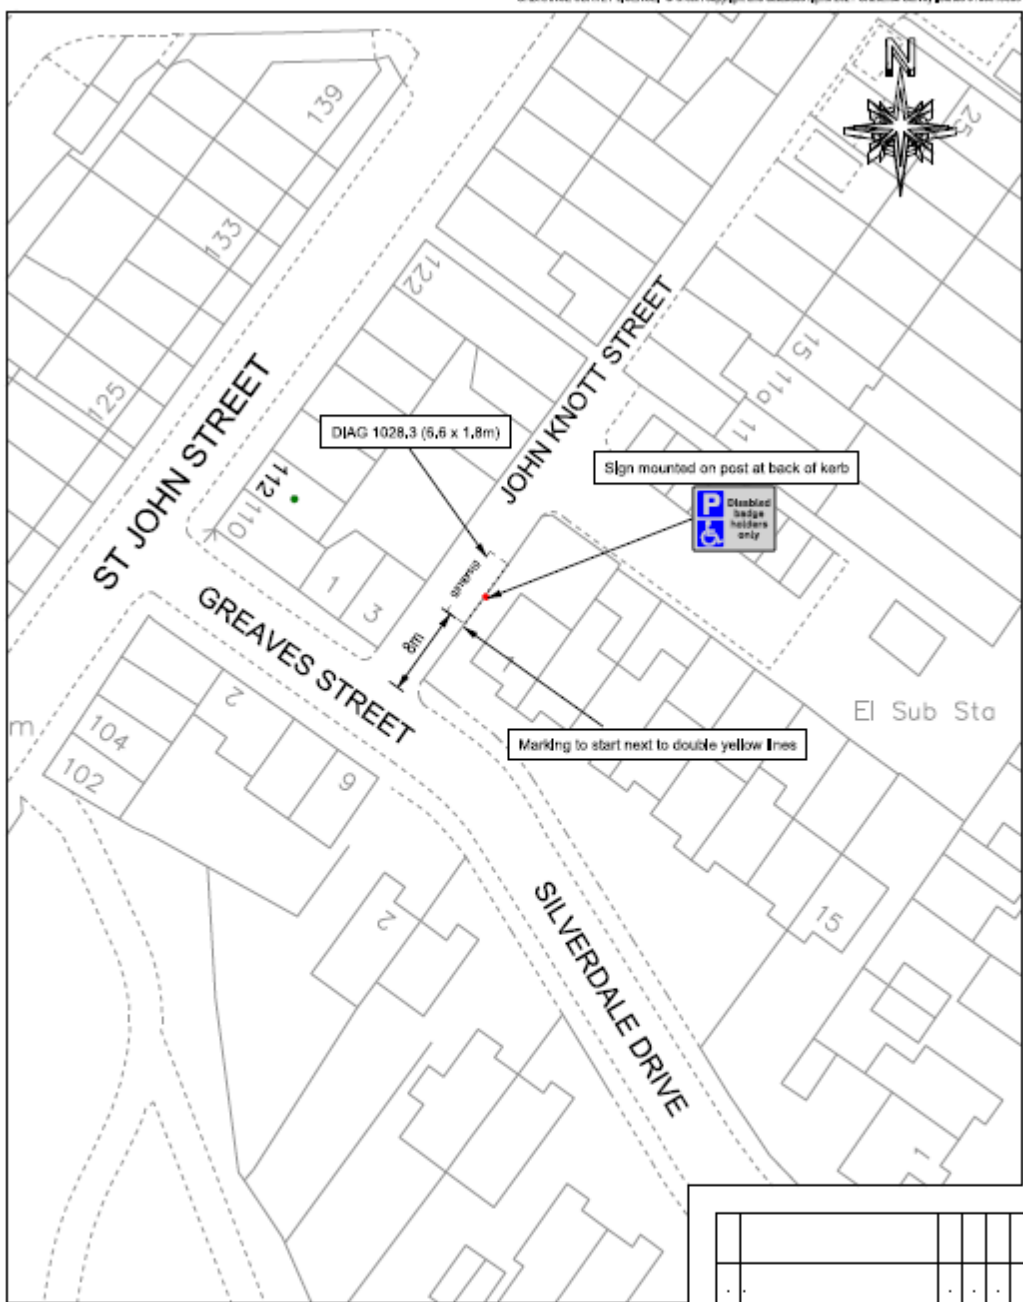 N
139
25
133
122
JOHN KNOTT STREET
15
11a
11
125
DIAG 1028.3 (6.6 x 1.8m)
Sign mounted on post at back of kerb
ST JOHN STREET
112
110
P Disabled
badge
holders
only
1
3
DISABLED
GREAVES STREET
8m
El Sub Sta
Marking to start next to double yellow lines
2
104
102
9
m
2
15
SILVERDALE DRIVE
1